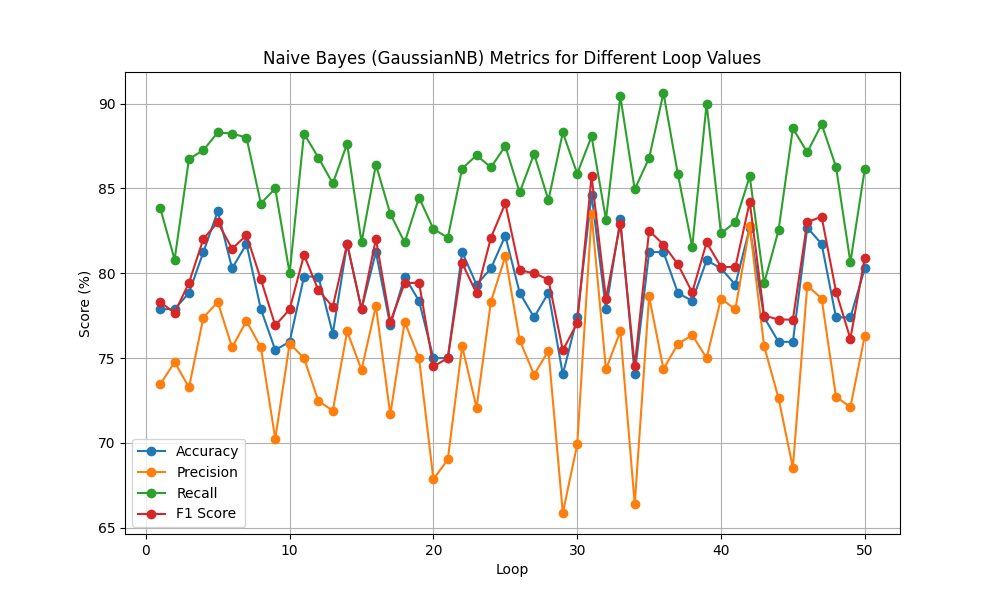 Naive Bayes (GaussianNB) Metrics for Different Loop Values
Score (%)
90
85
80
75
70
65
Accuracy
Precision
Recall
F1 Score
0 10 20 30 40 50
Loop